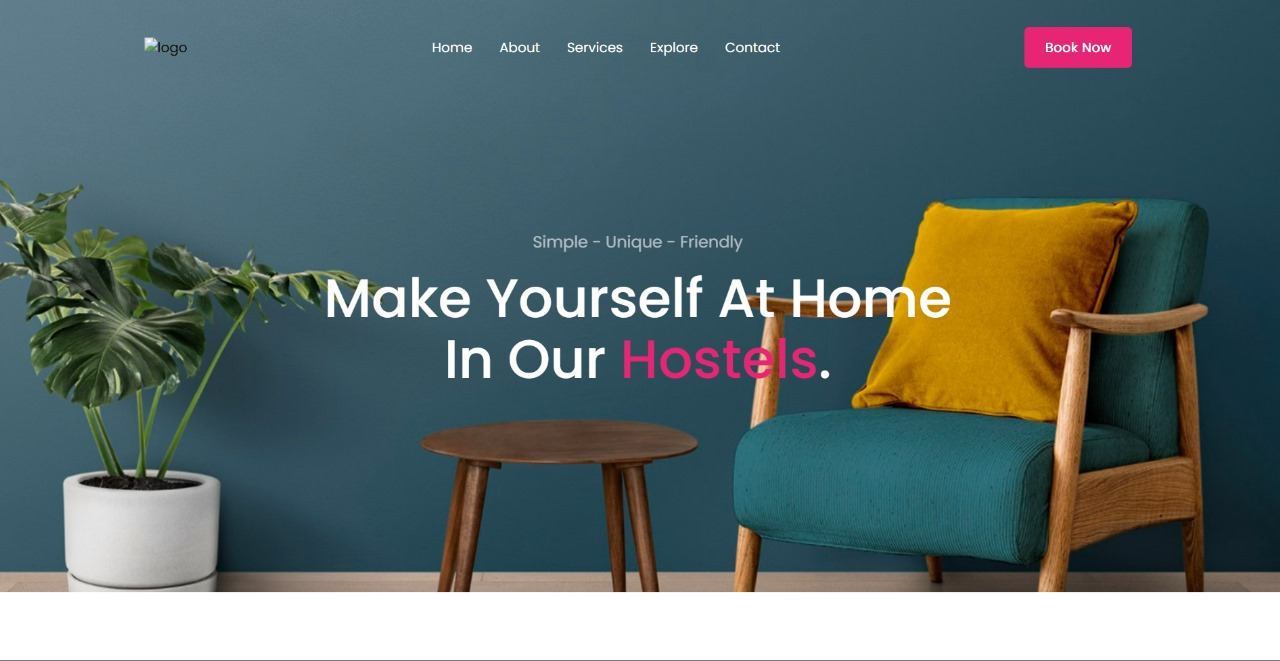 logo
Home
About
Services
Explore
Contact
Book Now
Simple - Unique - Friendly
Make Yourself At Home
In Our Hostels.